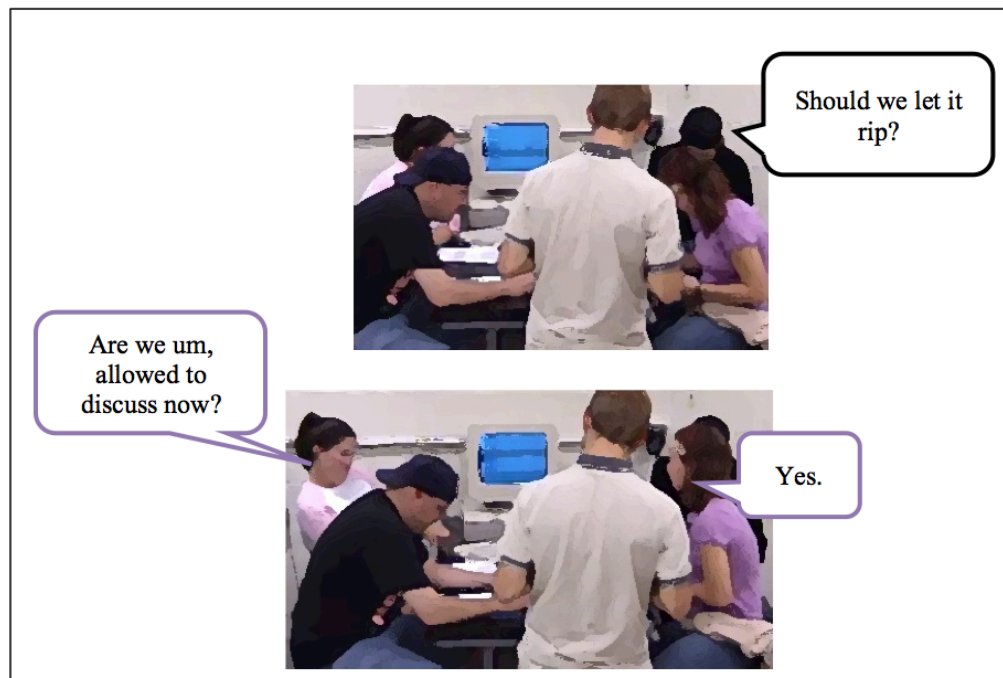 Should we let it
rip?
Are we um,
allowed to
discuss now?
Yes.